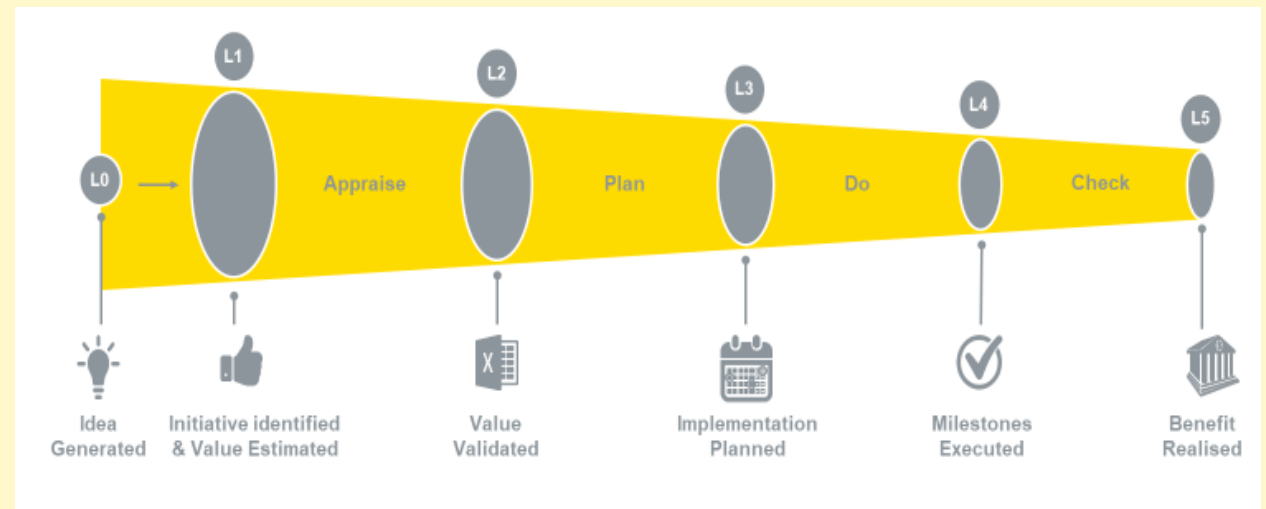 L1
L2
L3
L4
L5
L0
Appraise
Plan
Do
Check
X
Idea
Generated
Initiative identified
& Value Estimated
Value
Validated
Implementation
Planned
Milestones
Executed
Benefit
Realised